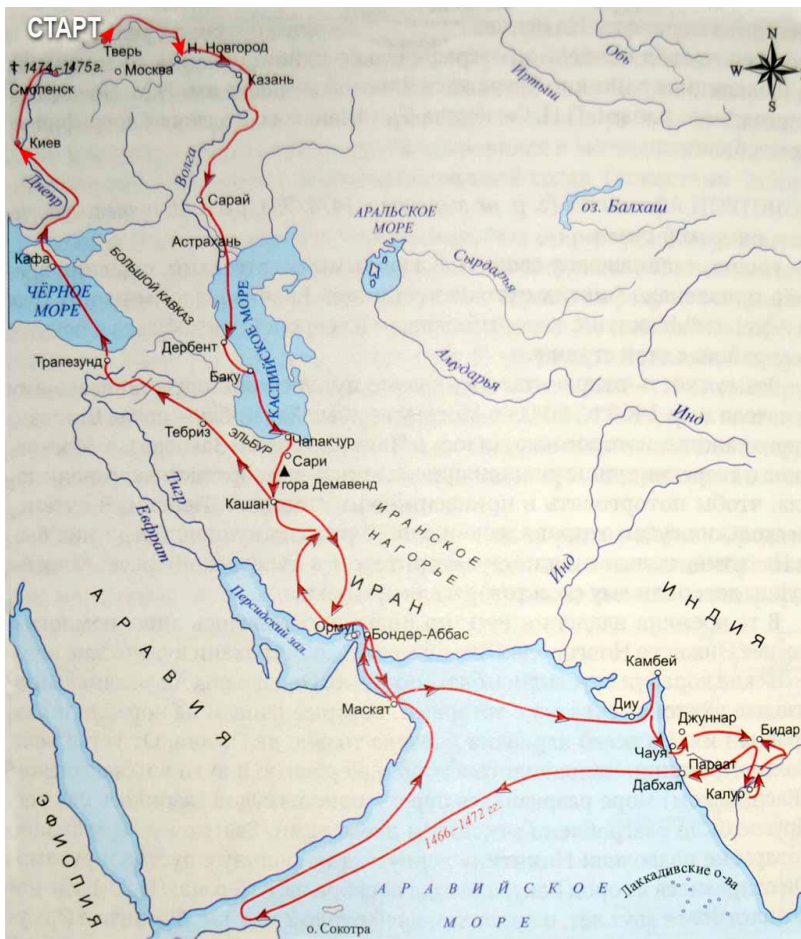 СТАРТ
Тверь
Н. Новгород
† 1474–1475г.
Москва
Казань
Смоленск
Обь
Иртыш
N
W E
S
Киев
Днепр
Волга
Сарай
Астрахань
АРАЛЬСКОЕ
МОРЕ
оз. Балхаш
Сырдарья
Кафа
ЧЁРНОЕ
МОРЕ
БОЛЬШОЙ КАВКАЗ
КАСПИЙСКОЕ МОРЕ
Дербент
Трапезунд
Баку
Амударья
Инд
Тебриз
ЭЛЬБУР
Чапакчур
Сари
гора Демавенд
Кашан
Тигр
Евфрат
ИРАНСКОЕ
НАГОРЬЕ
ИРАН
Инд
ИНДИЯ
Персидский зал.
Ормуз
Бондер-Аббас
АРАВИЯ
Маскат
Камбей
Диу
Джуннар
Бидар
Чауя
Параат
Дабхал
Калур
1466–1472 гг.
ЭФИОПИЯ
Лаккадивские о-ва
АРАВИЙСКОЕ
МОРЕ
о. Сокотра